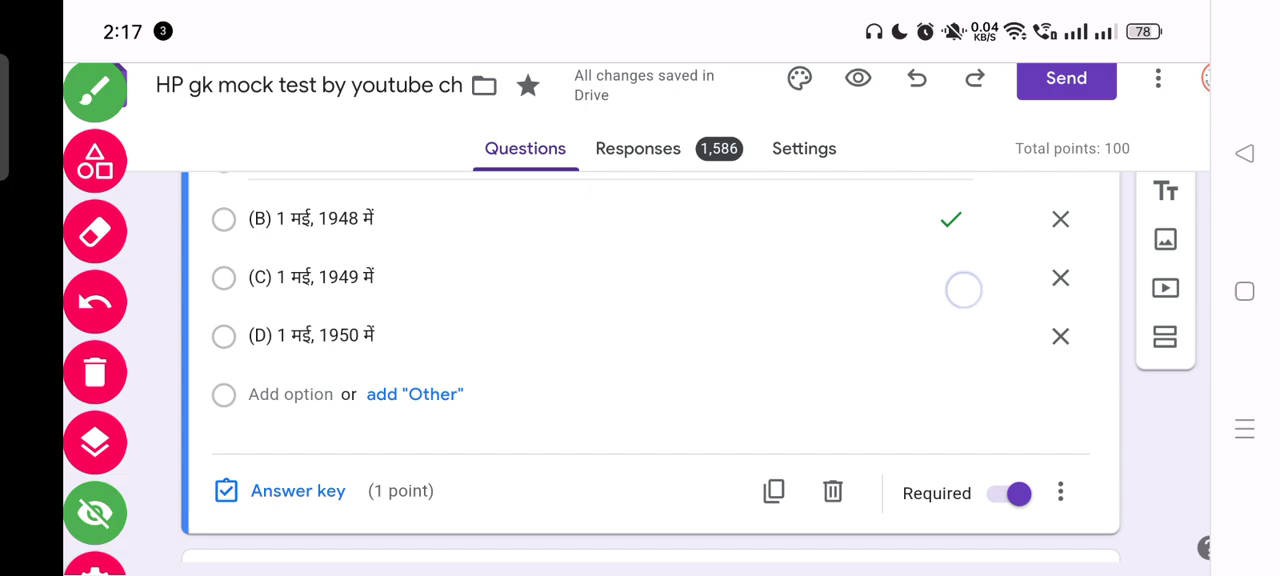 2:17 3 0.04 KB/S 78
HP gk mock test by youtube ch All changes saved in Drive Send
Questions Responses 1,586 Settings Total points: 100
(B) 1 मई, 1948 में
(C) 1 मई, 1949 में
(D) 1 मई, 1950 में
Add option or add "Other"
Answer key (1 point) Required